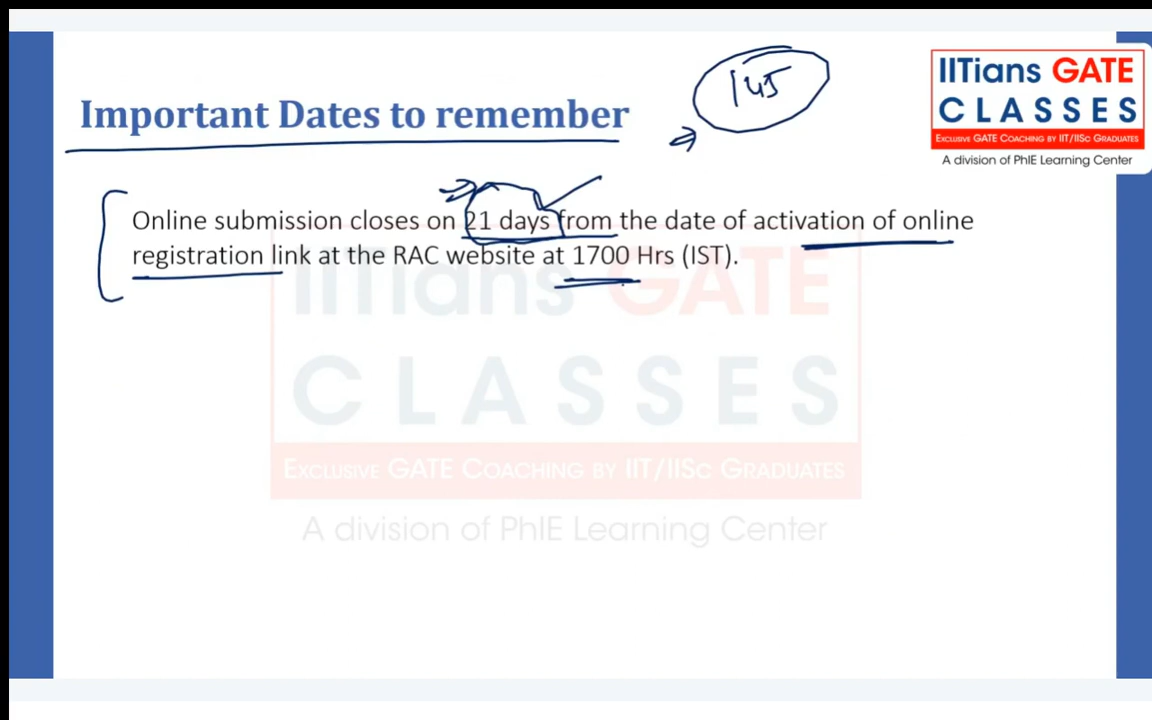 145
IITians GATE
CLASSES
EXCLUSIVE GATE COACHING BY IIT/IISC GRADUATES
A division of PhIE Learning Center
Important Dates to remember
Online submission closes on 21 days from the date of activation of online
registration link at the RAC website at 1700 Hrs (IST).
IITians GATE
CLASSES
EXCLUSIVE GATE COACHING BY IIT/IISC GRADUATES
A division of PhIE Learning Center